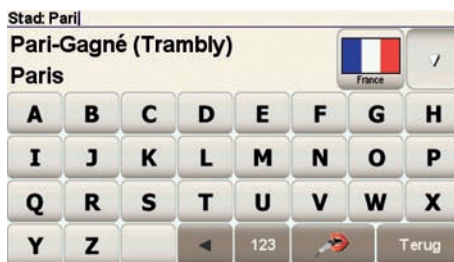 Stad: Pari
Pari-Gagné (Trambly)
France
Paris
A B C D E F G H
I J K L M N O P
Q R S T U V W X
Y Z 123 Terug